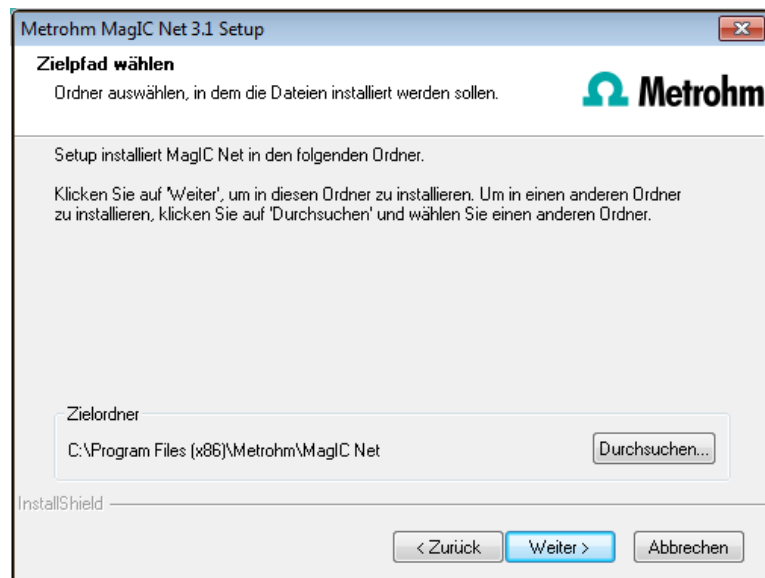 Metrohm MagIC Net 3.1 Setup
Zielpfad wählen
Ordner auswählen, in dem die Dateien installiert werden sollen.
Metrohm
Setup installiert MagIC Net in den folgenden Ordner.
Klicken Sie auf 'Weiter', um in diesen Ordner zu installieren. Um in einen anderen Ordner
zu installieren, klicken Sie auf 'Durchsuchen' und wählen Sie einen anderen Ordner.
Zielordner
C:\Program Files (x86)\Metrohm\MagIC Net
Durchsuchen...
InstallShield
< Zurück
Weiter >
Abbrechen